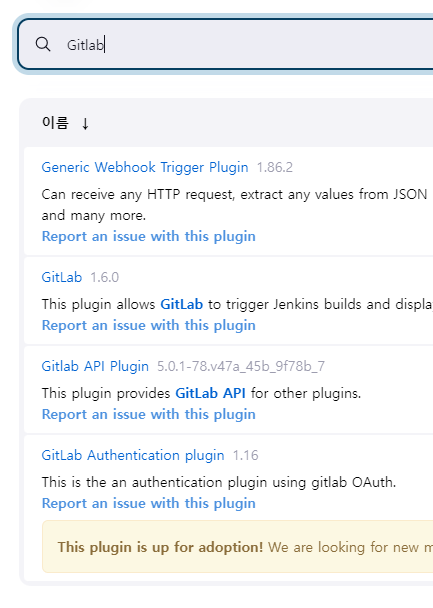 Gitlab
이름 ↓
Generic Webhook Trigger Plugin 1.86.2
Can receive any HTTP request, extract any values from JSON
and many more.
Report an issue with this plugin
GitLab 1.6.0
This plugin allows GitLab to trigger Jenkins builds and displa
Report an issue with this plugin
Gitlab API Plugin 5.0.1-78.v47a_45b_9f78b_7
This plugin provides GitLab API for other plugins.
Report an issue with this plugin
GitLab Authentication plugin 1.16
This is the an authentication plugin using gitlab OAuth.
Report an issue with this plugin
This plugin is up for adoption! We are looking for new m